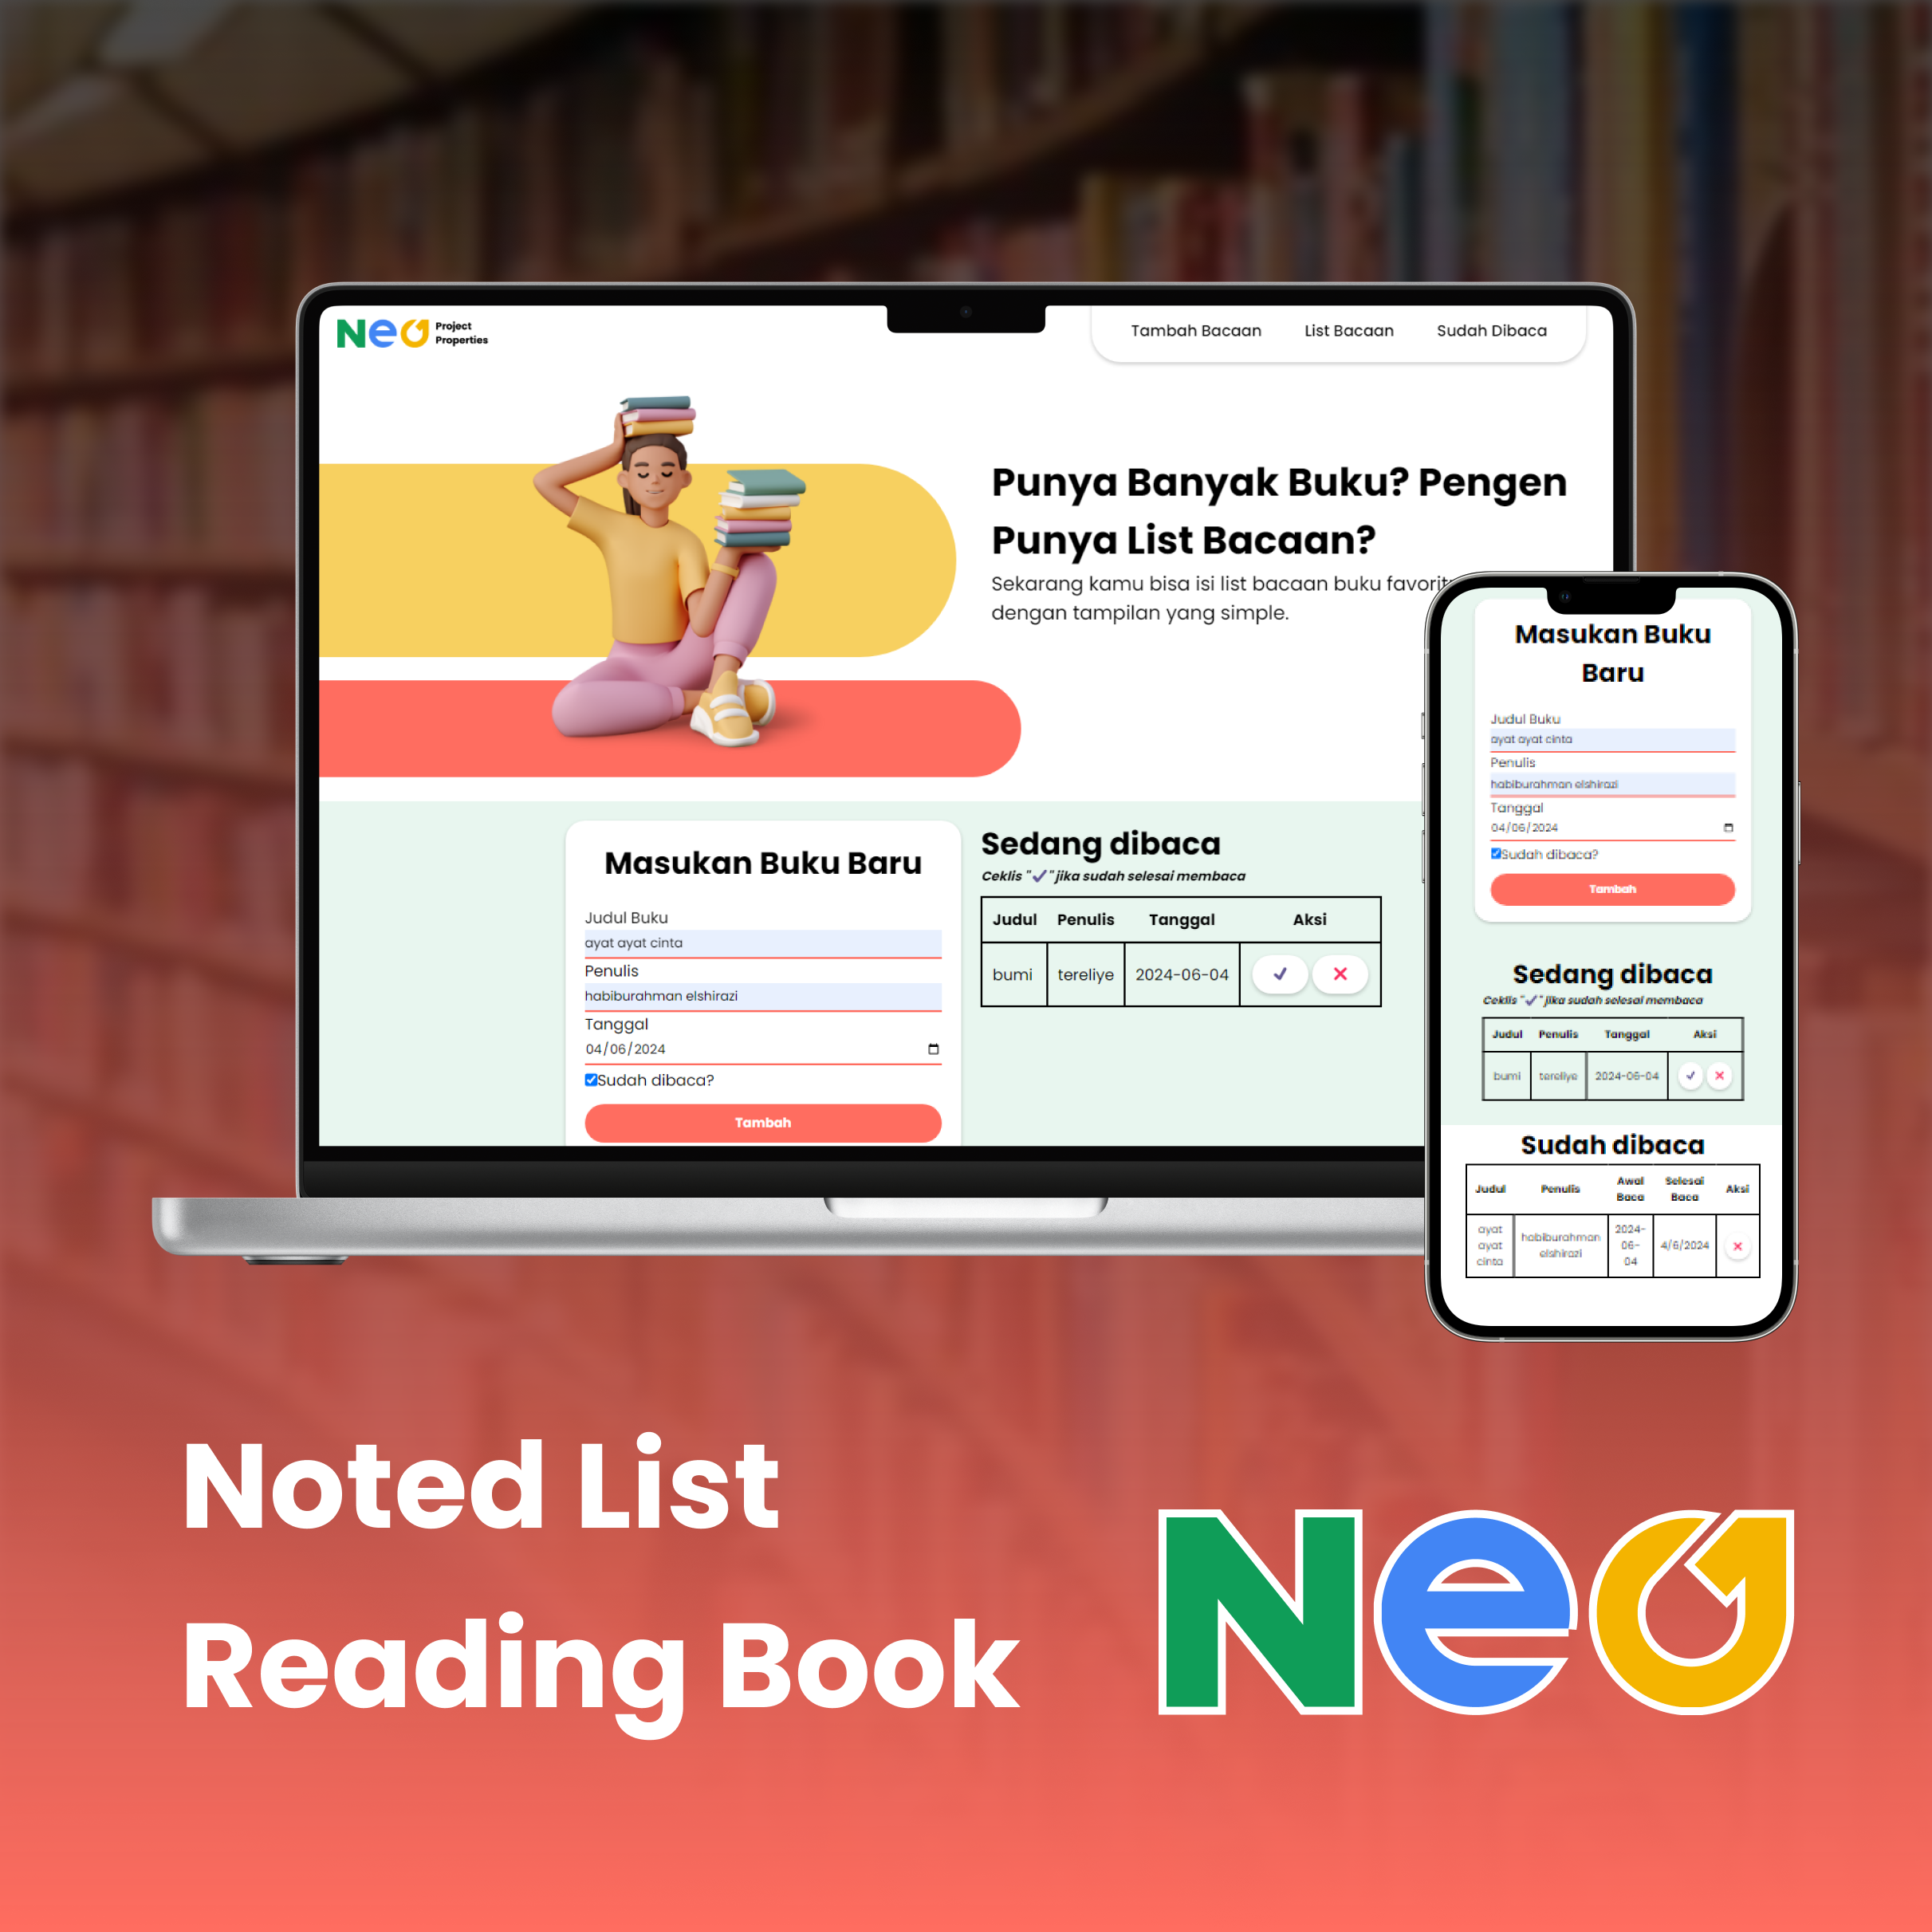 Neo Project
Properties
Tambah Bacaan List Bacaan Sudah Dibaca
Punya Banyak Buku? Pengen
Punya List Bacaan?
Sekarang kamu bisa isi list bacaan buku
dengan tampilan yang simple.
Masukan Buku Baru
Judul Buku
ayat ayat cinta
Penulis
habiburahman elshirazi
Tanggal
04/06/2024
Sudah dibaca?
Tambah
Sedang dibaca
Ceklis "✓" jika sudah selesai membaca
Judul Penulis Tanggal Aksi
bumi tereliye 2024-06-04 ✓ ✕
Masukan Buku
Baru
Judul Buku
ayat ayat cinta
Penulis
habiburahman elshirazi
Tanggal
04/06/2024
Sudah dibaca?
Tambah
Sedang dibaca
Ceklis "✓" jika sudah selesai membaca
Judul Penulis Tanggal Aksi
bumi tereliye 2024-06-04 ✓ ✕
Sudah dibaca
Judul Penulis Awal Baca Selesai Baca Aksi
ayat ayat cinta habiburahman elshirazi 2024-06-04 4/6/2024 ✕
Noted List
Reading Book
Neo